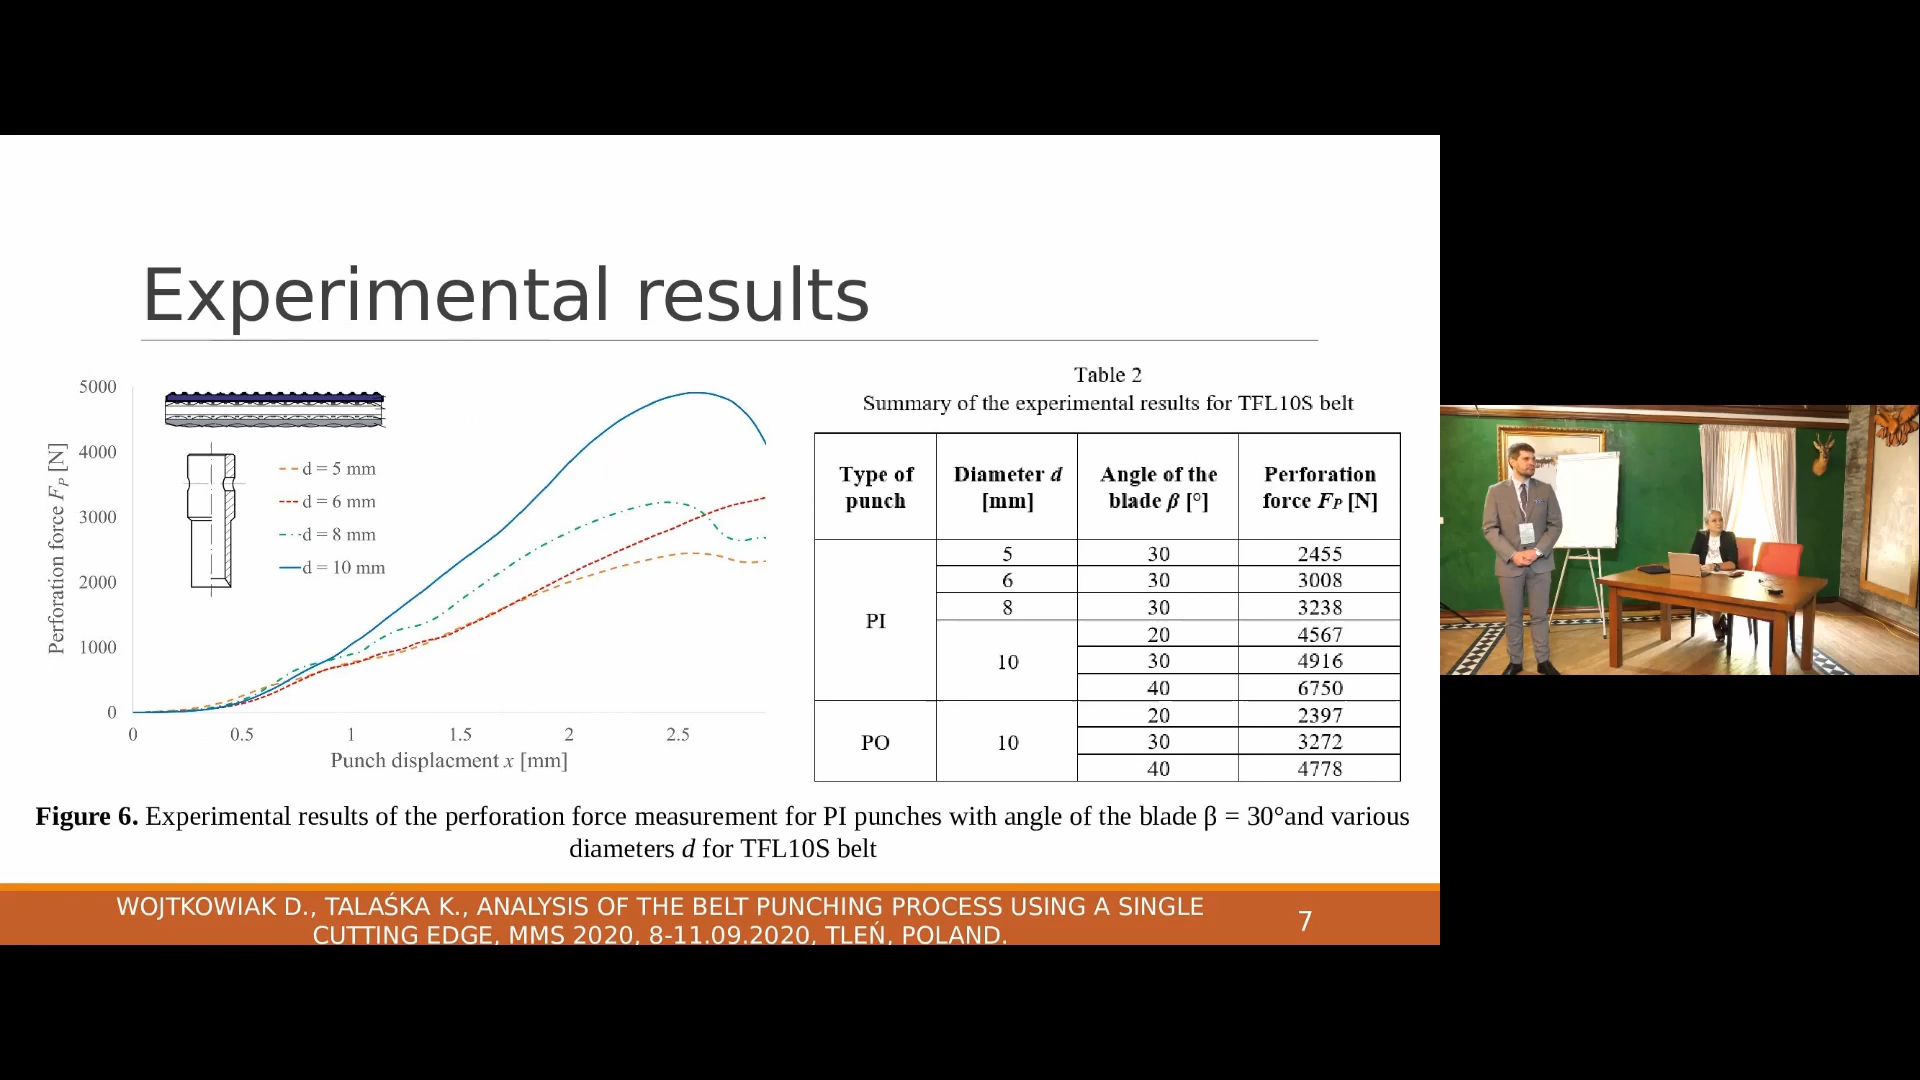 Experimental results
5000
4000
3000
2000
1000
0
Perforation force FP [N]
d = 5 mm
d = 6 mm
d = 8 mm
d = 10 mm
0 0.5 1 1.5 2 2.5
Punch displacment x [mm]
Table 2
Summary of the experimental results for TFL10S belt
Type of punch Diameter d [mm] Angle of the blade β [°] Perforation force FP [N]
PI 5 30 2455
6 30 3008
8 30 3238
10 20 4567
30 4916
40 6750
PO 10 20 2397
30 3272
40 4778
Figure 6. Experimental results of the perforation force measurement for PI punches with angle of the blade β = 30°and various
diameters d for TFL10S belt
WOJTKOWIAK D., TALAŚKA K., ANALYSIS OF THE BELT PUNCHING PROCESS USING A SINGLE
CUTTING EDGE, MMS 2020, 8-11.09.2020, TLEŃ, POLAND.
7